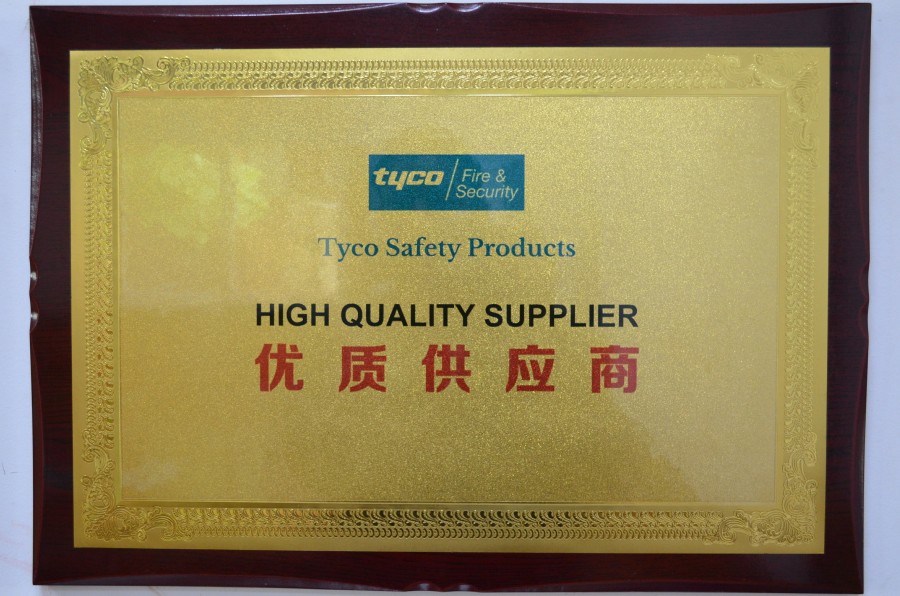 tyco Fire &
Security
Tyco Safety Products
HIGH QUALITY SUPPLIER
优质供应商